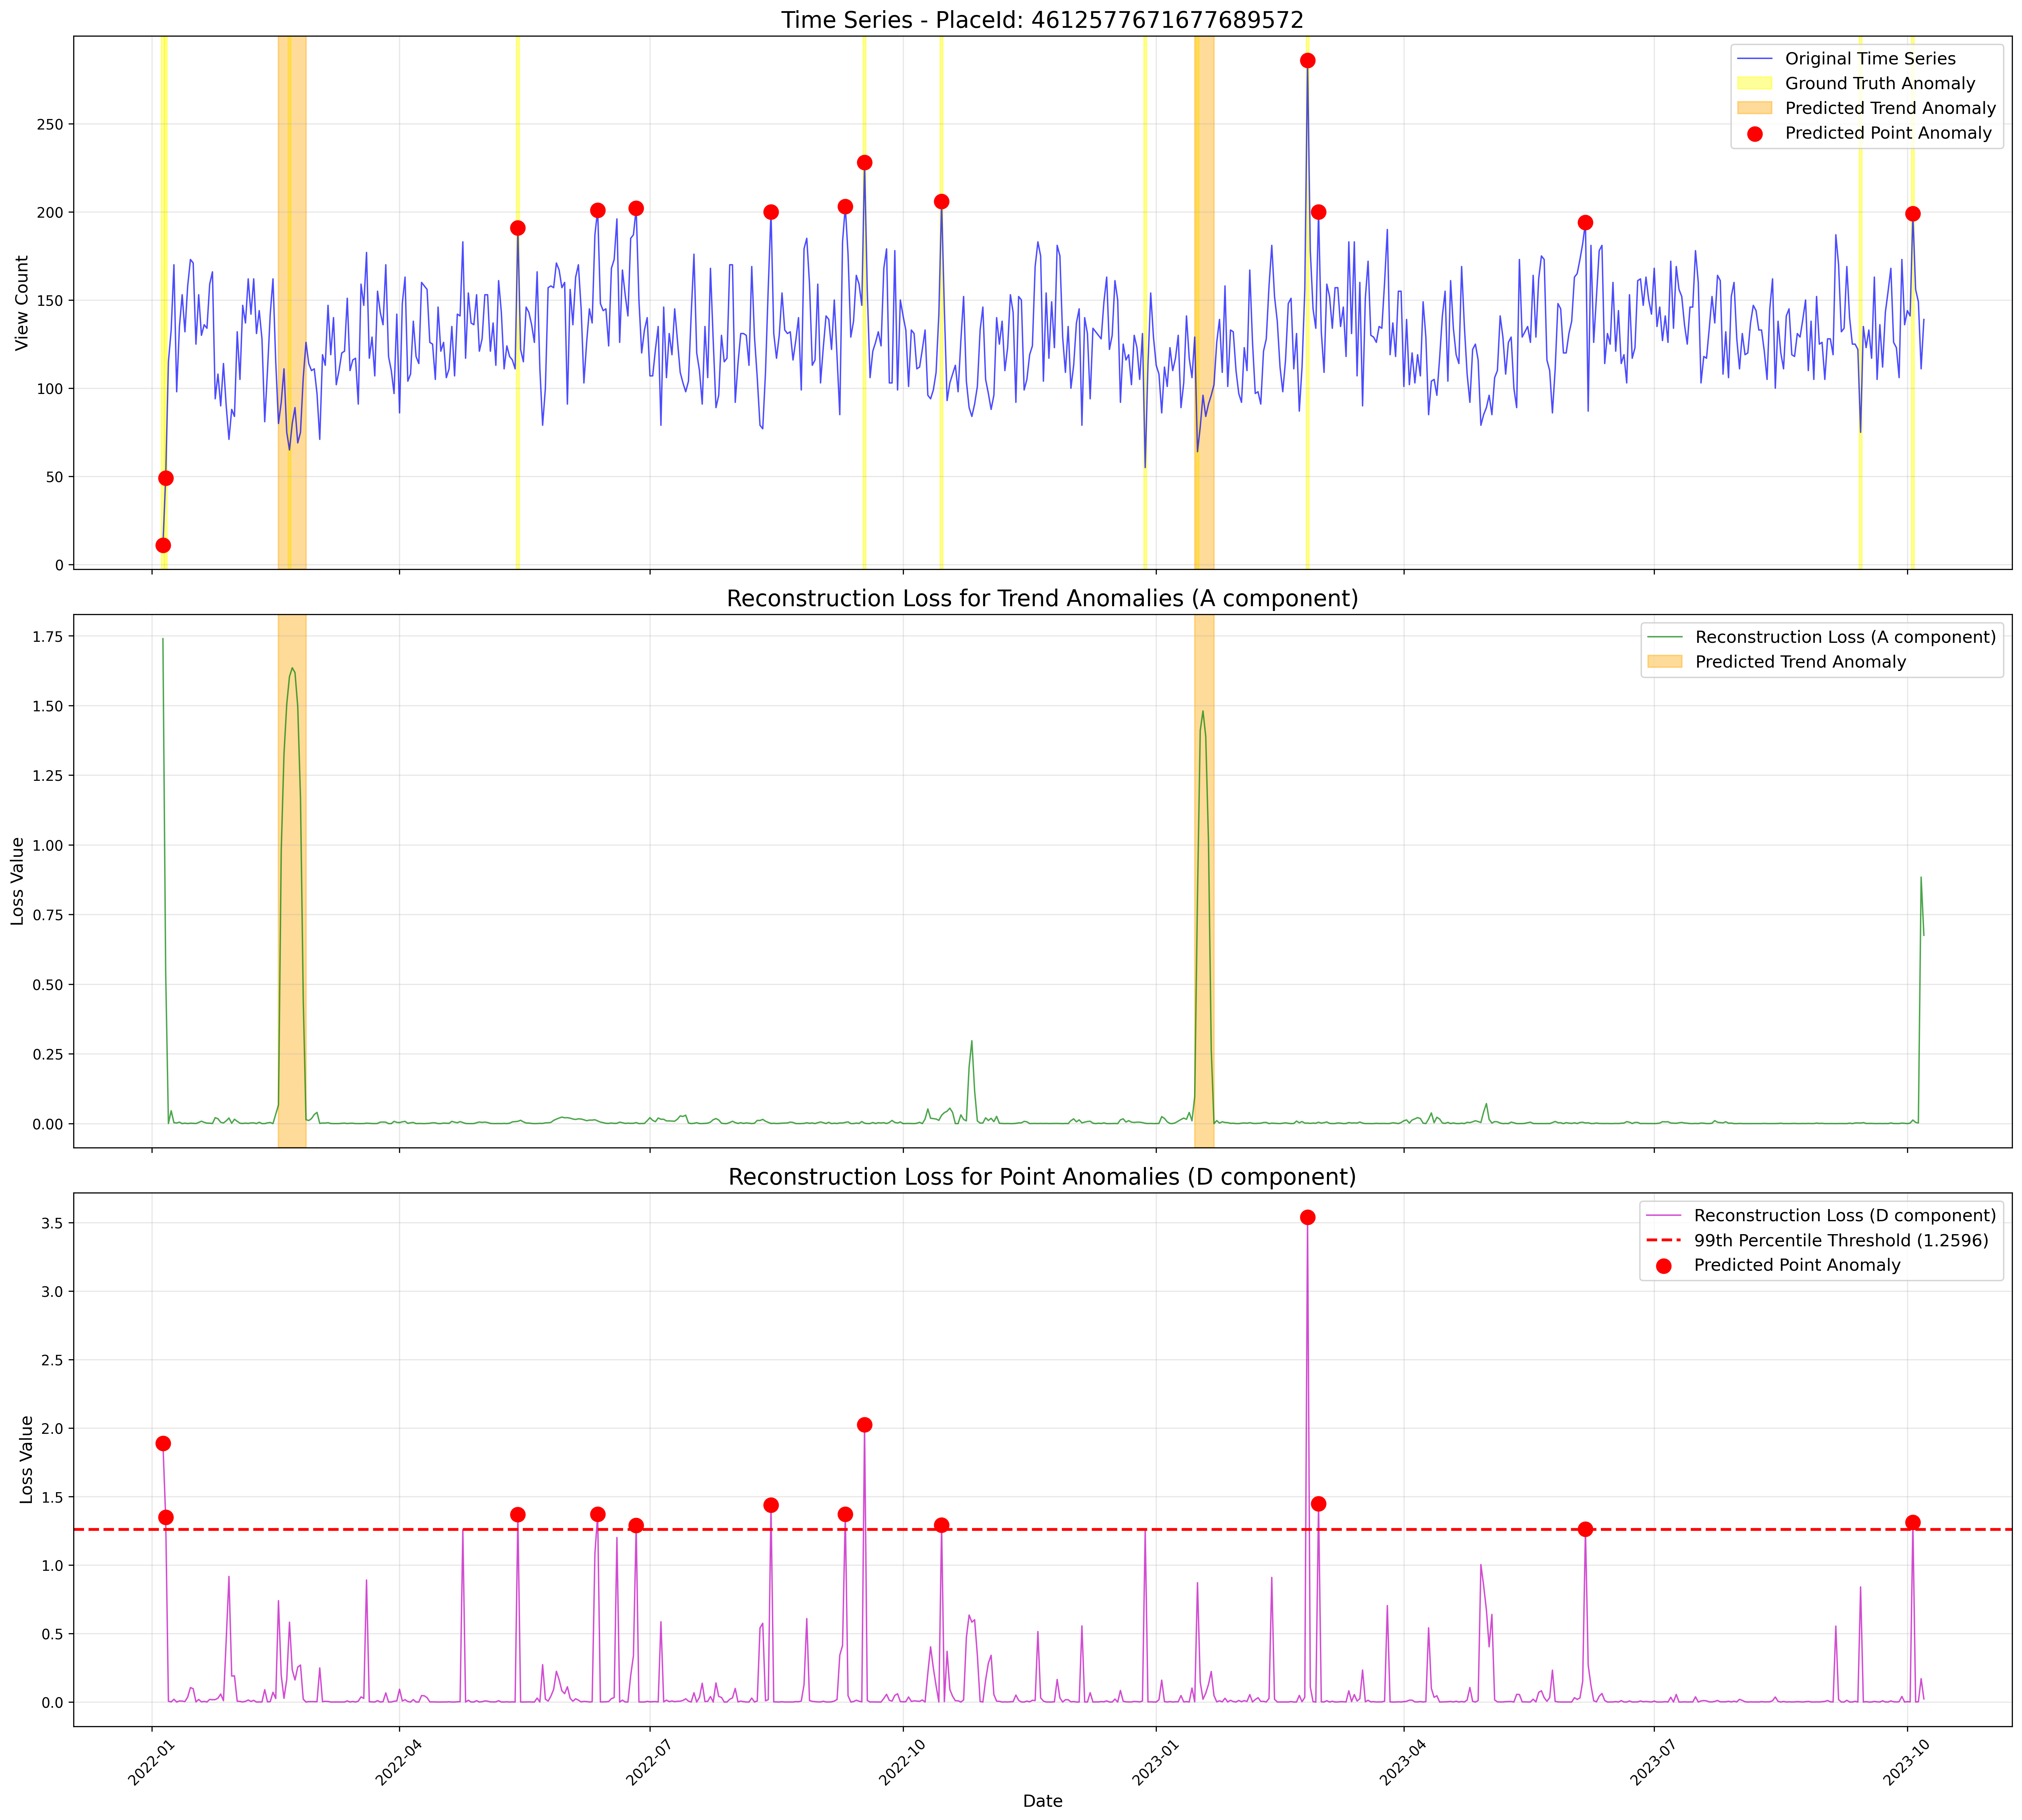 Time Series - PlaceId: 4612577671677689572
Original Time Series
Ground Truth Anomaly
Predicted Trend Anomaly
Predicted Point Anomaly
View Count
250
200
150
100
50
0
Reconstruction Loss for Trend Anomalies (A component)
Reconstruction Loss (A component)
Predicted Trend Anomaly
Loss Value
1.75
1.50
1.25
1.00
0.75
0.50
0.25
0.00
Reconstruction Loss for Point Anomalies (D component)
Reconstruction Loss (D component)
99th Percentile Threshold (1.2596)
Predicted Point Anomaly
Loss Value
3.5
3.0
2.5
2.0
1.5
1.0
0.5
0.0
2022-01
2022-04
2022-07
2022-10
2023-01
2023-04
2023-07
2023-10
Date